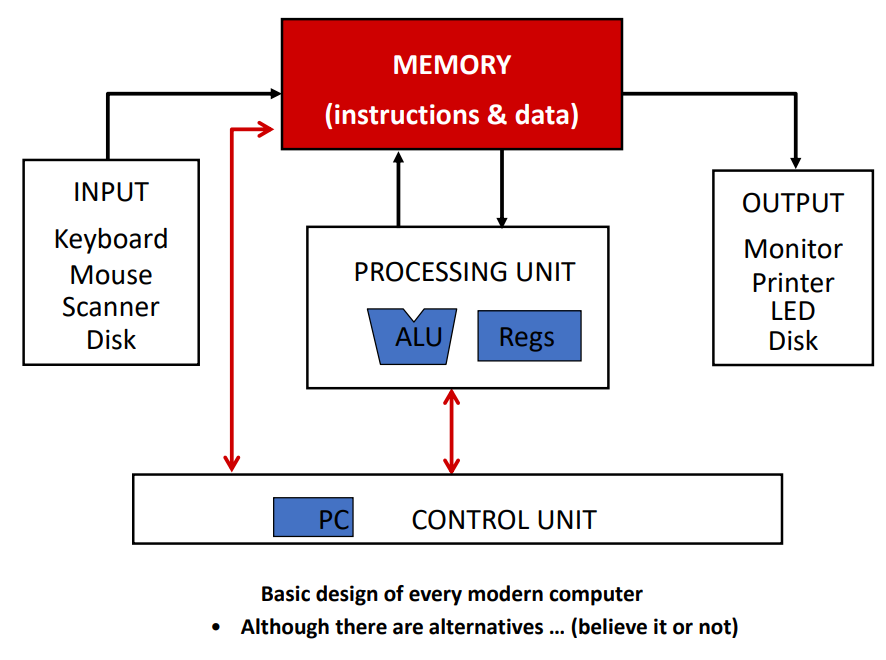 MEMORY
(instructions & data)
INPUT
Keyboard
Mouse
Scanner
Disk
PROCESSING UNIT
ALU
Regs
OUTPUT
Monitor
Printer
LED
Disk
PC
CONTROL UNIT
Basic design of every modern computer
• Although there are alternatives … (believe it or not)